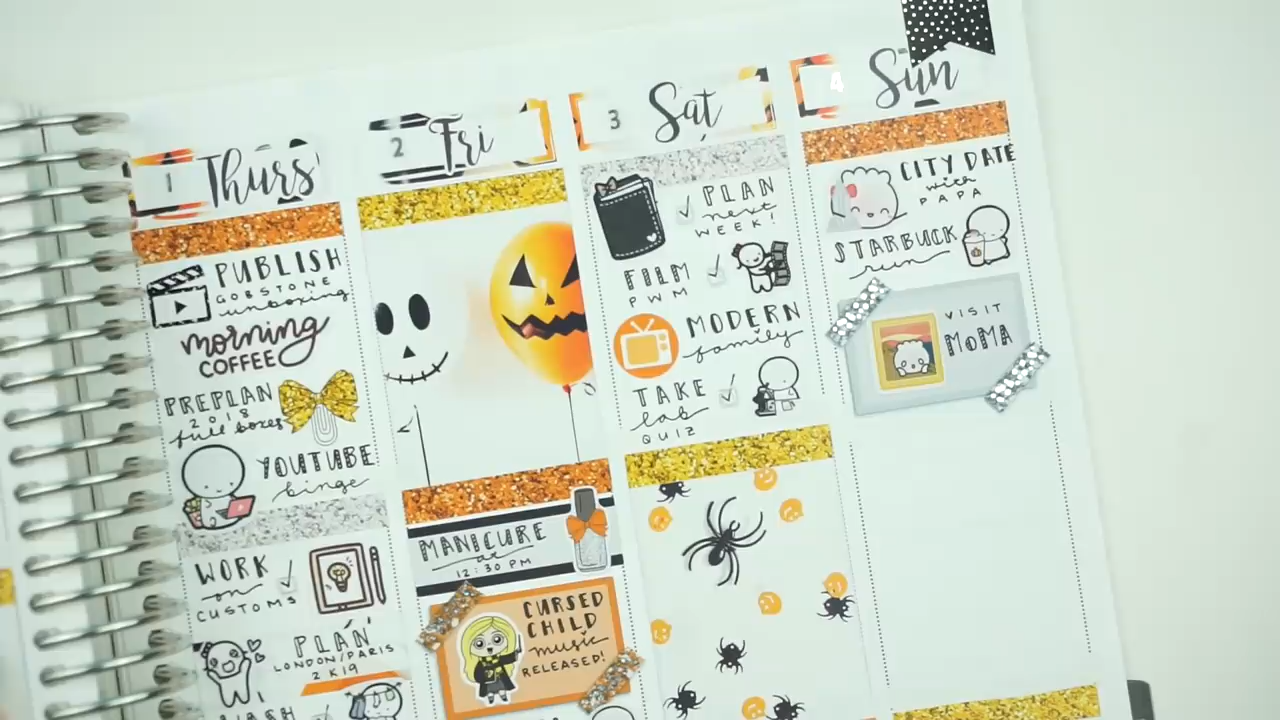 1 Thurs
PUBLISH
GOBSTONE
unboxing
morning
COFFEE
PREPLAN
2018
full boxes
YOUTUBE
binge
WORK
on
CUSTOMS
PLAN
LONDON/PARIS
2K19
2 Fri
MANICURE
at
12:30 PM
CURSED
CHILD
music
RELEASED!
3 Sat
PLAN
next
WEEK!
FILM
PWM
MODERN
family
TAKE
lab
QUIZ
4 Sun
CITY DATE
with
PAPA
STARBUCK
run
VISIT
MoMA